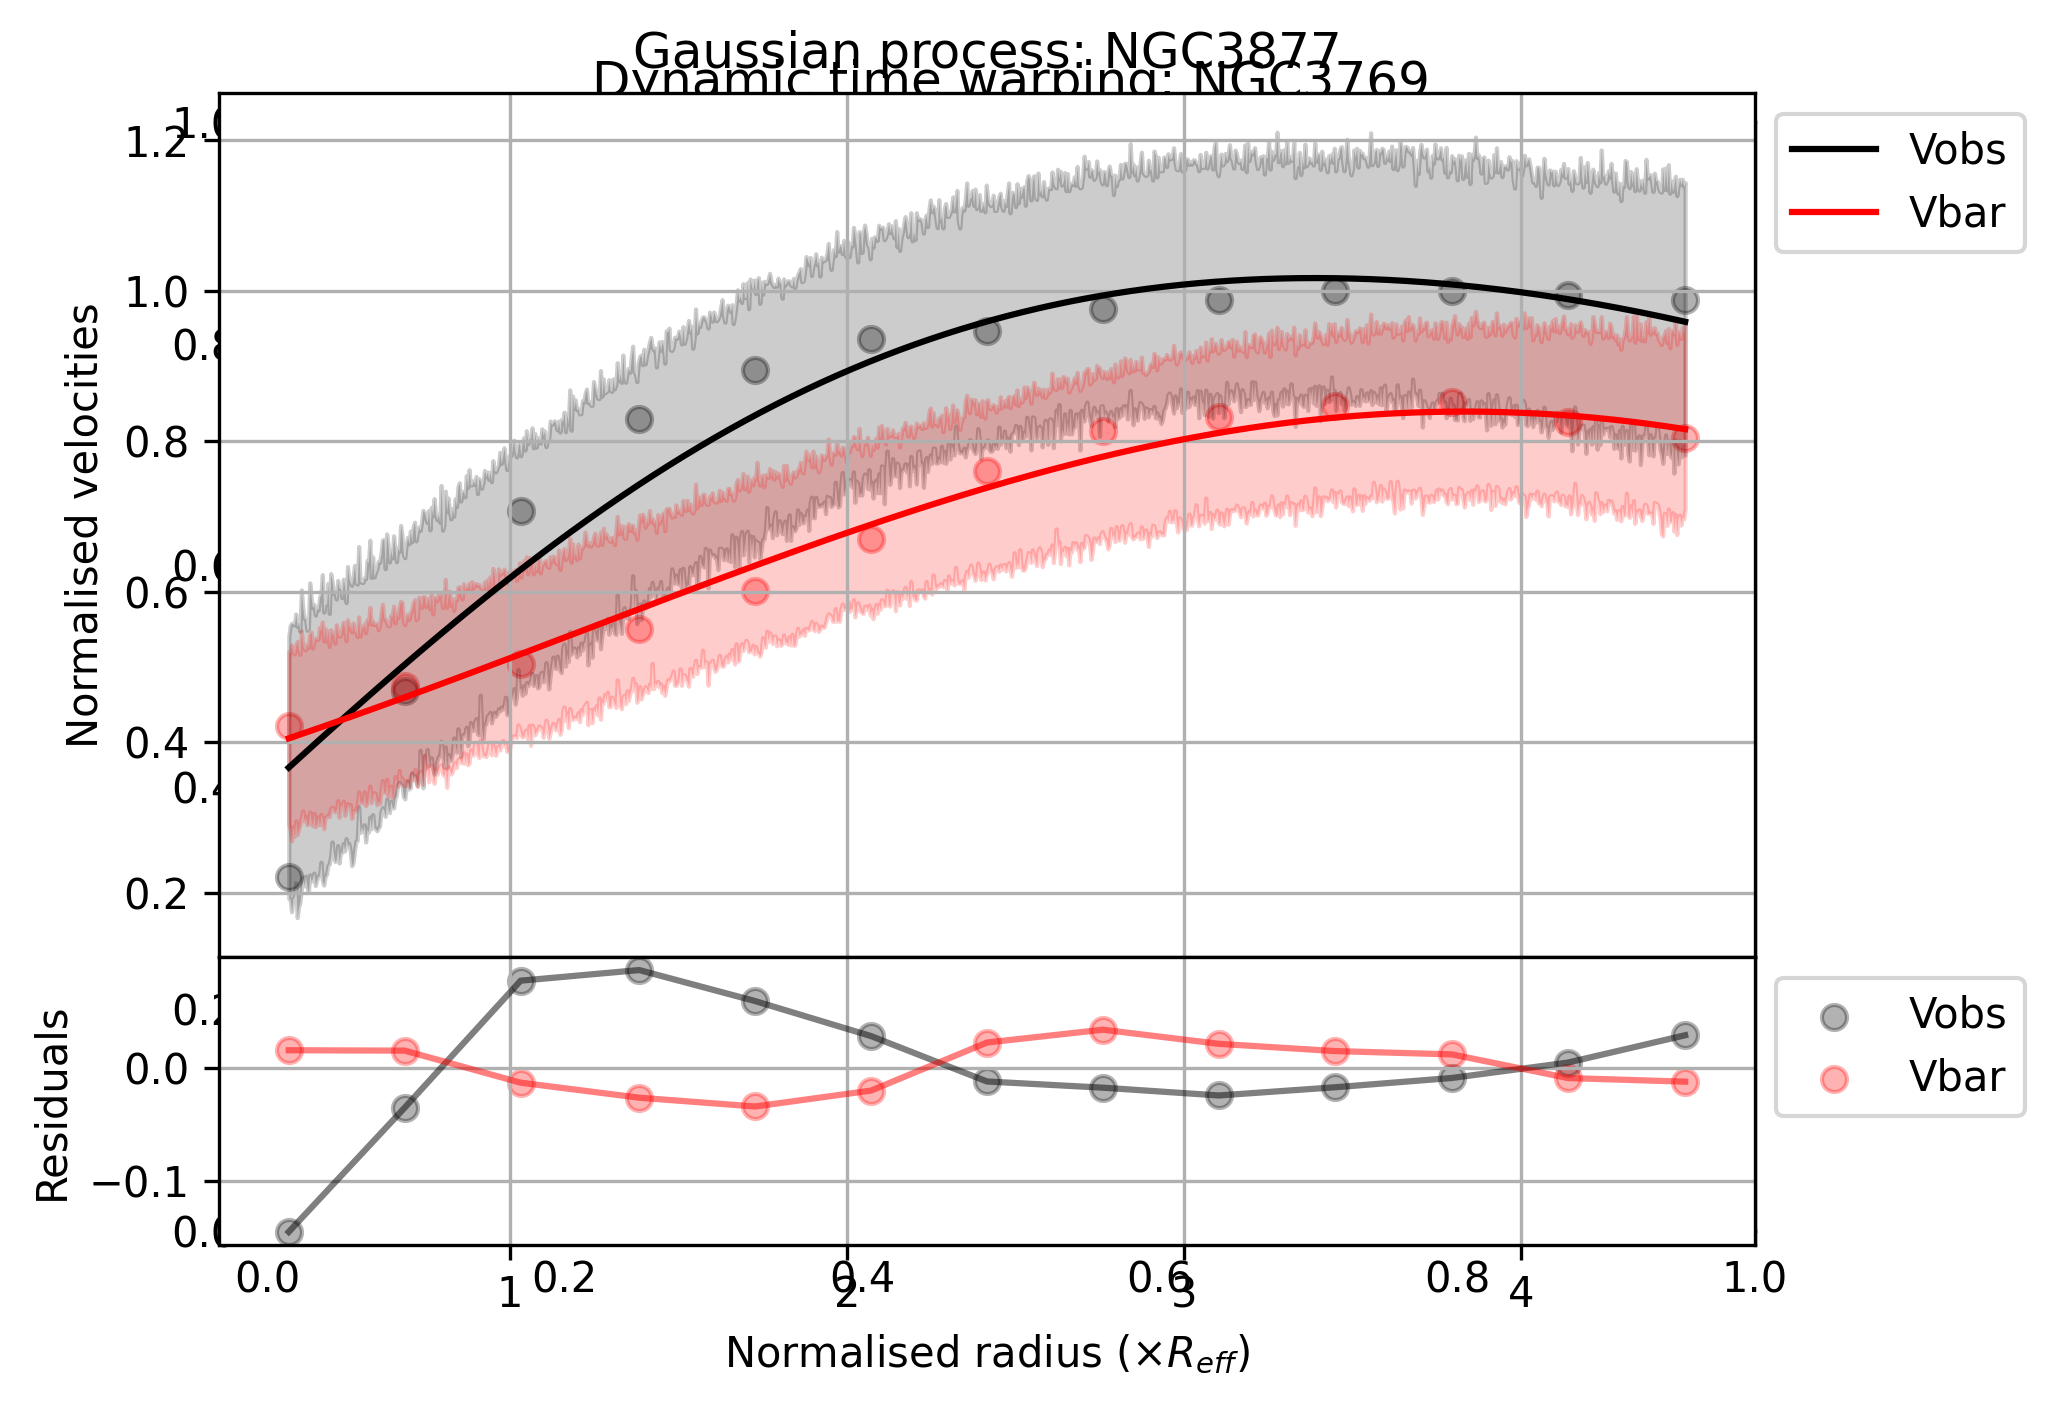 Gaussian process: NGC3877
Dynamic time warping: NGC3769
1.2
1.0
0.8
0.6
0.4
0.2
Normalised velocities
Vobs
Vbar
0.0
−0.1
Residuals
Vobs
Vbar
0.0 0.2 0.4 0.6 0.8 1.0
1 2 3 4
Normalised radius (×R_eff)